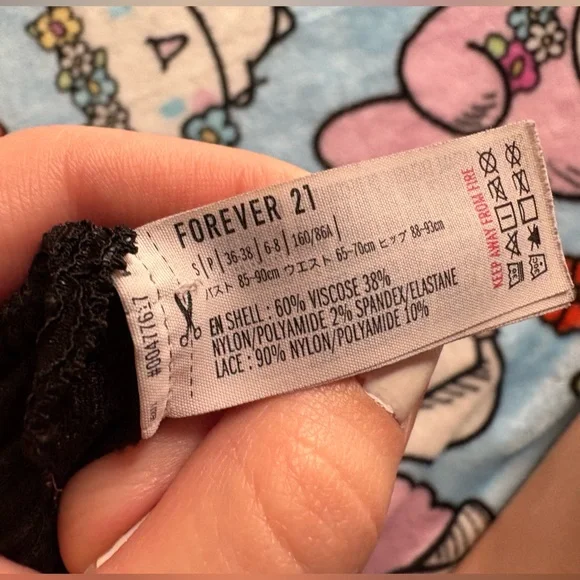 FOREVER 21
S|P|36-38|6-8|160/86A|
バスト 85-90cm ウエスト 65-70cm ヒップ 88-93cm
EN SHELL : 60% VISCOSE 38%
NYLON/POLYAMIDE 2% SPANDEX/ELASTANE
LACE : 90% NYLON/POLYAMIDE 10%
KEEP AWAY FROM FIRE